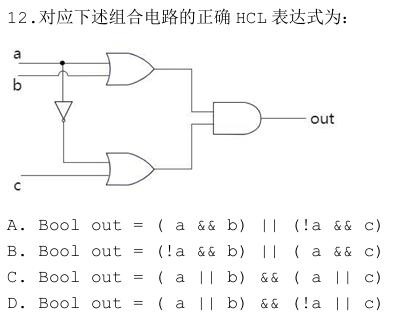 12.对应下述组合电路的正确 HCL 表达式为:
a
b
out
c
A. Bool out = ( a && b) || (!a && c)
B. Bool out = (!a && b) || ( a && c)
C. Bool out = ( a || b) && ( a || c)
D. Bool out = ( a || b) && (!a || c)